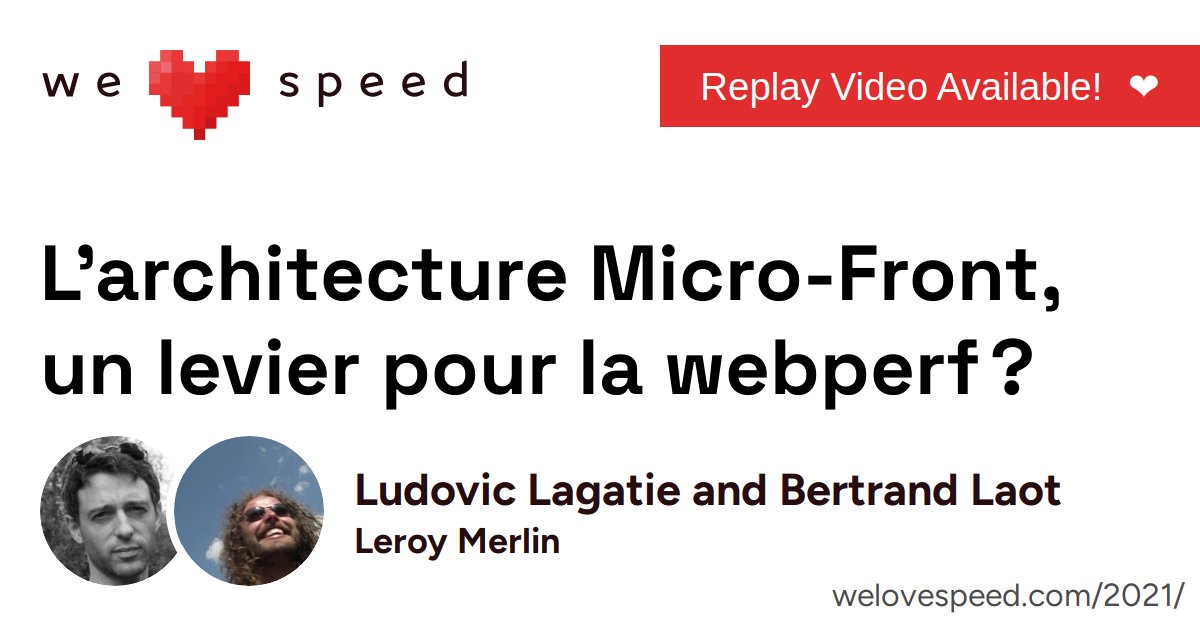 we ❤ speed
Replay Video Available! ❤
L’architecture Micro-Front,
un levier pour la webperf ?
Ludovic Lagatie and Bertrand Laot
Leroy Merlin
welovespeed.com/2021/